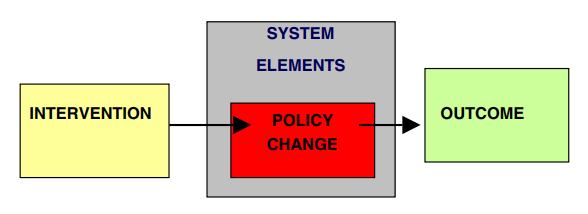 INTERVENTION
SYSTEM
ELEMENTS
POLICY
CHANGE
OUTCOME